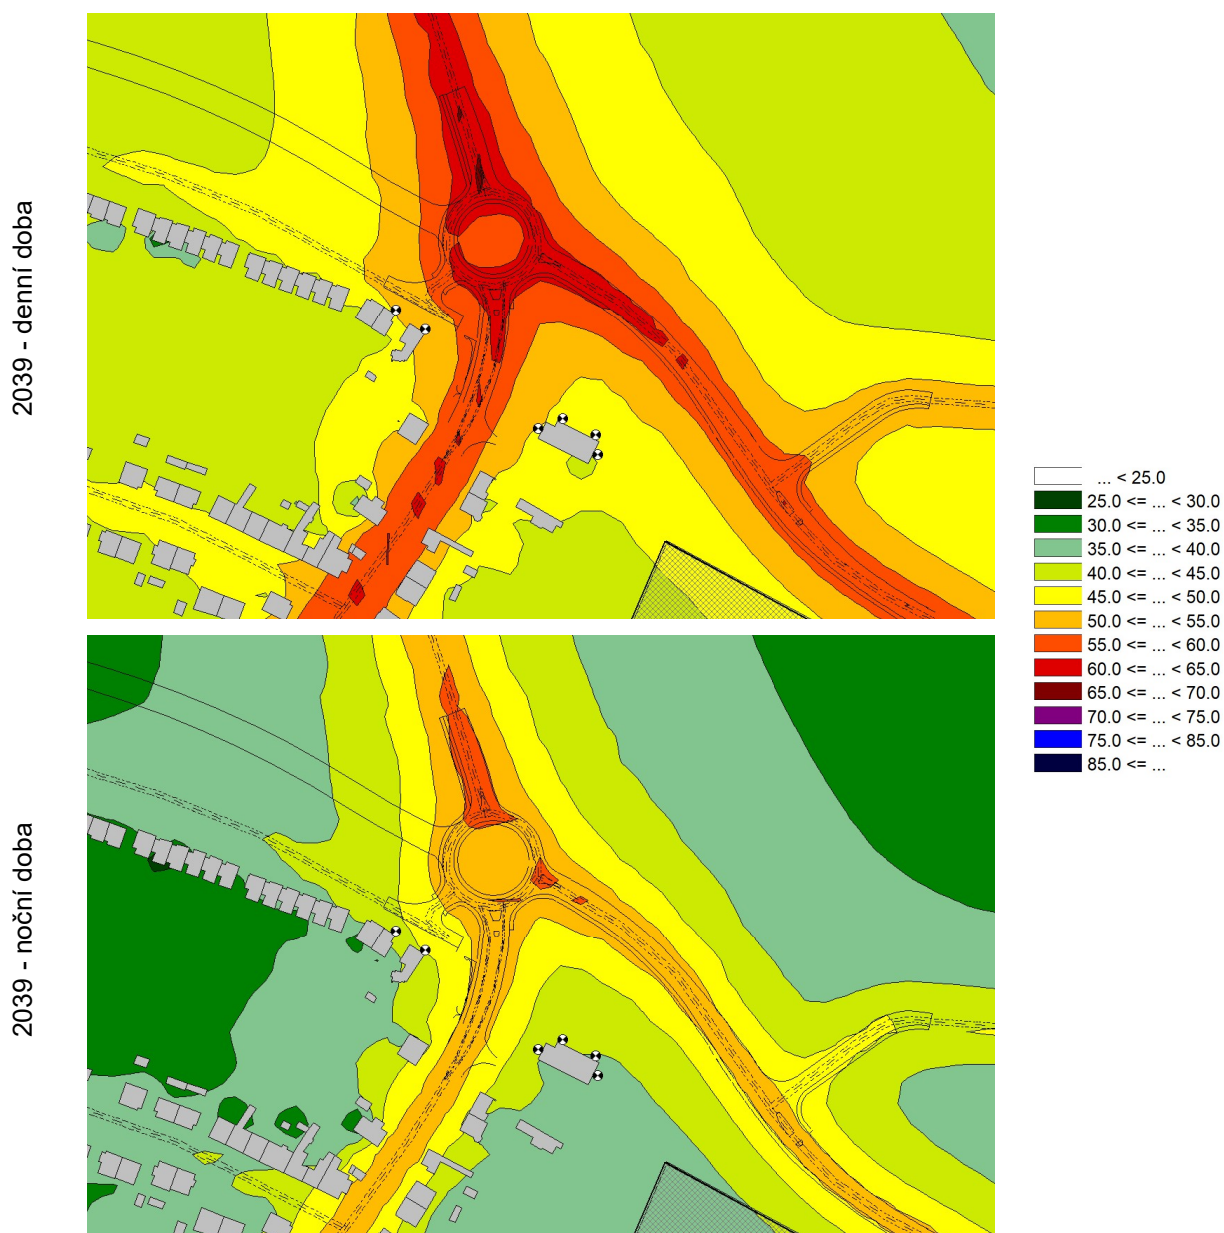 2039 - denní doba
2039 - noční doba
... < 25.0
25.0 <= ... < 30.0
30.0 <= ... < 35.0
35.0 <= ... < 40.0
40.0 <= ... < 45.0
45.0 <= ... < 50.0
50.0 <= ... < 55.0
55.0 <= ... < 60.0
60.0 <= ... < 65.0
65.0 <= ... < 70.0
70.0 <= ... < 75.0
75.0 <= ... < 85.0
85.0 <= ...